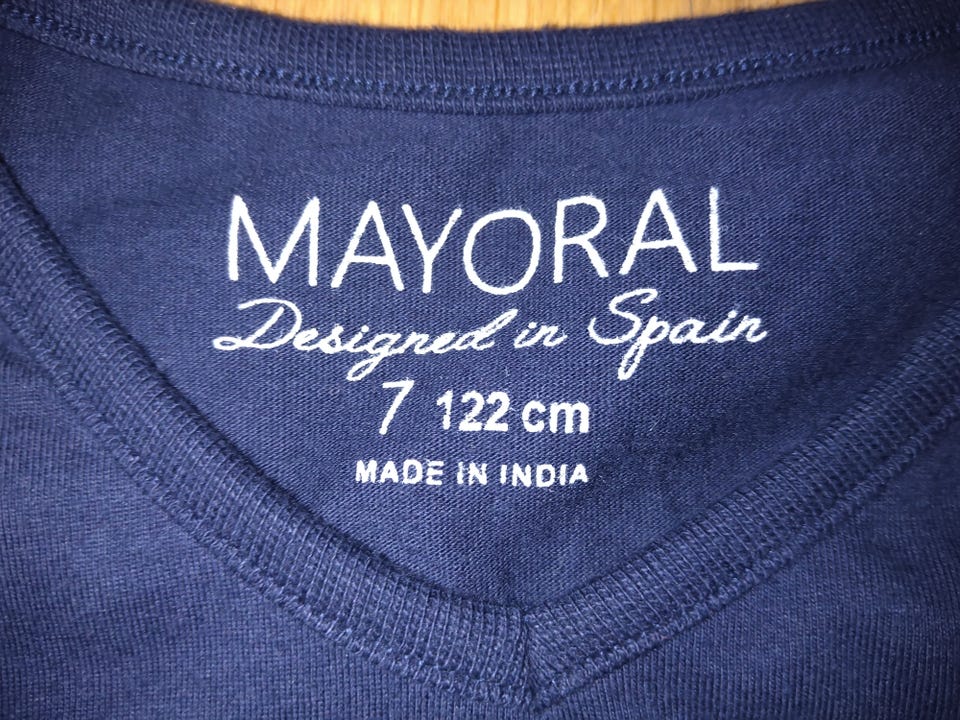 MAYORAL
Designed in Spain
7 122 cm
MADE IN INDIA